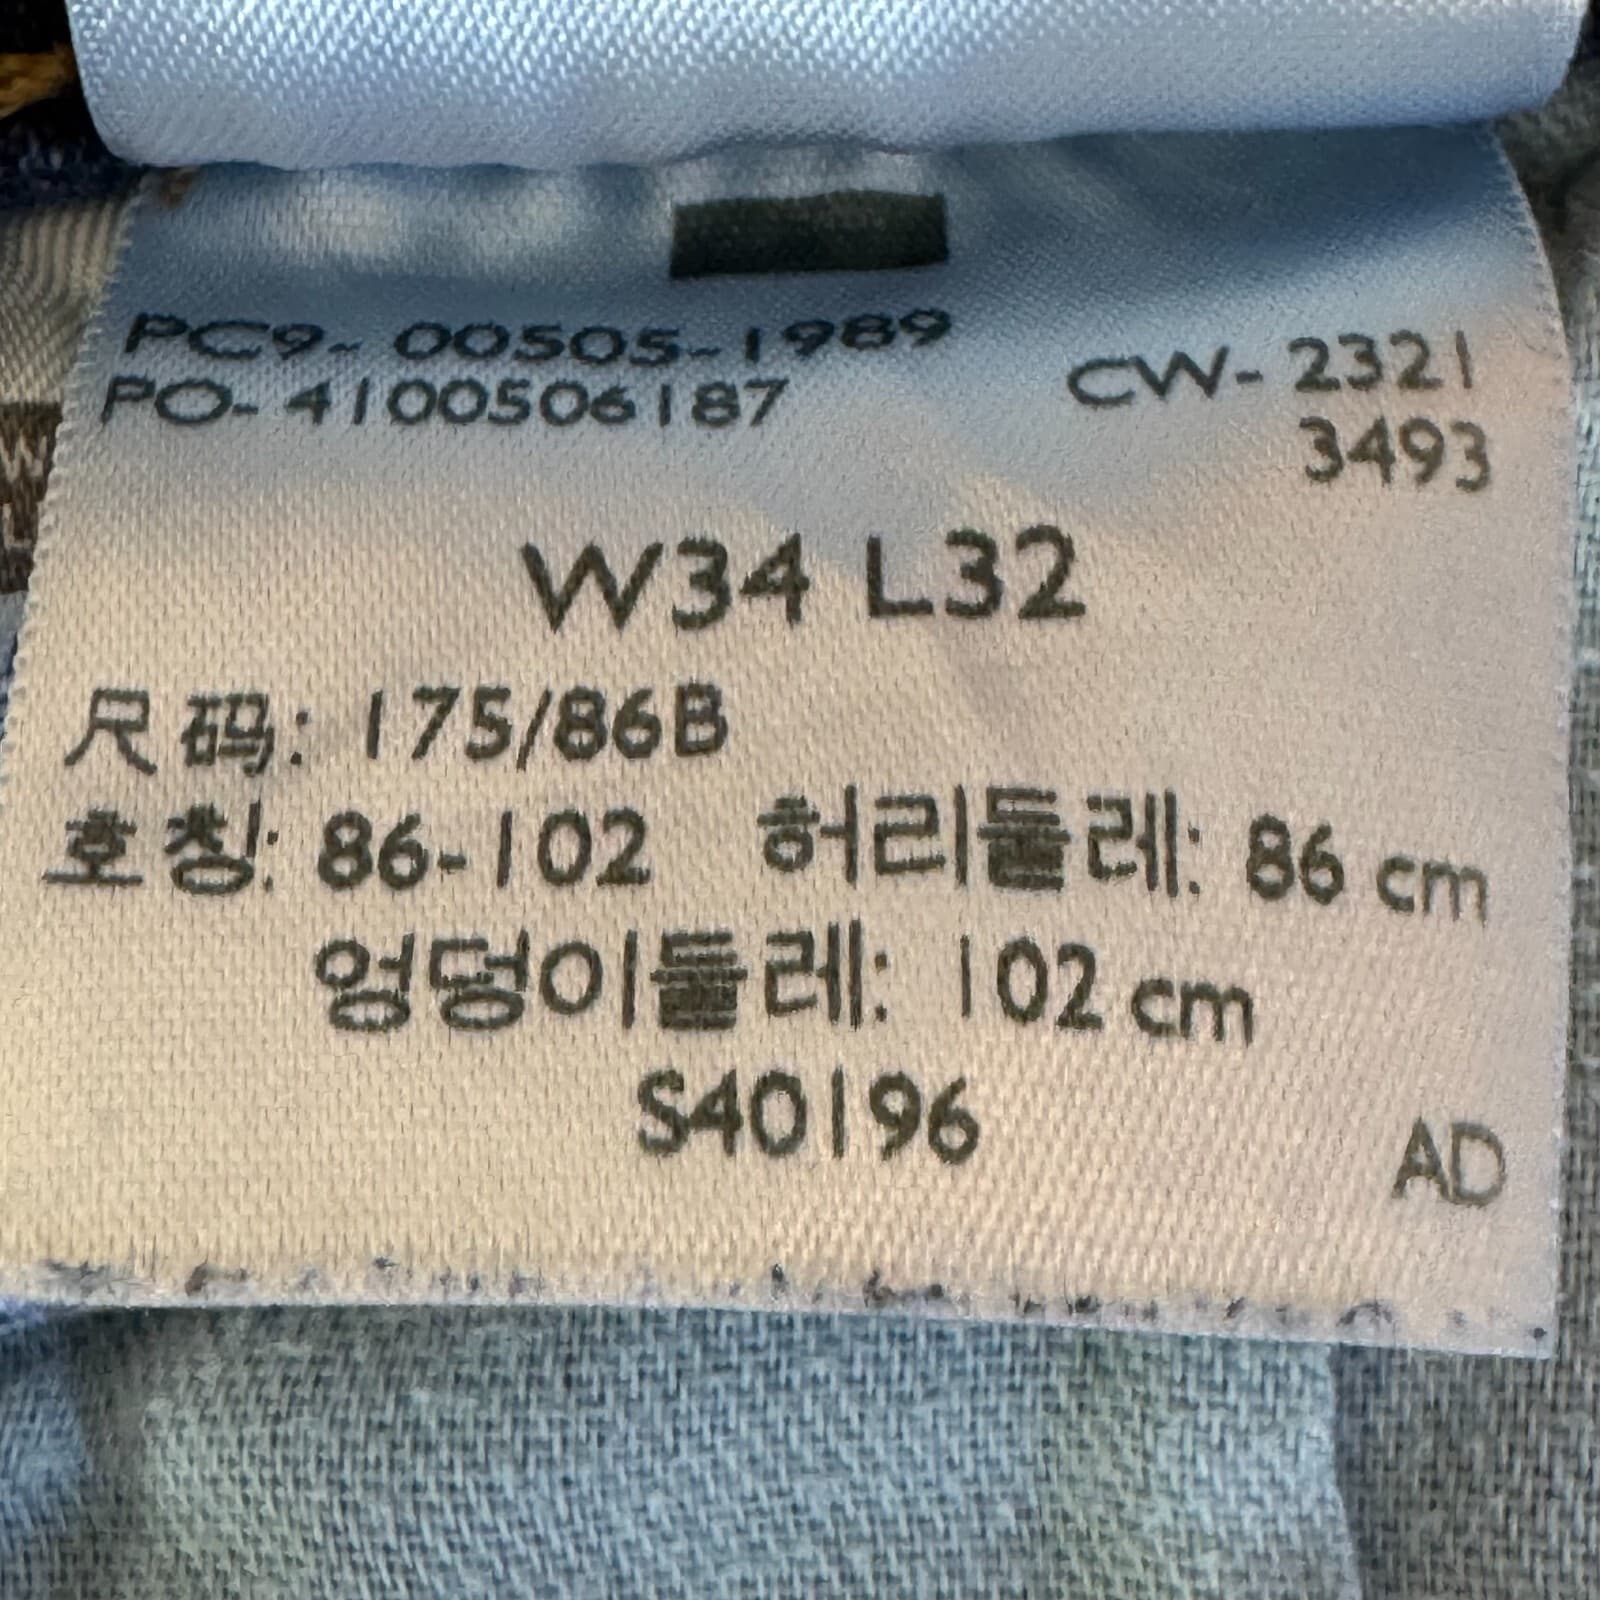 PC9- 00505-1989
PO- 4100506187
CW- 2321
3493
W34 L32
尺码: 175/86B
호칭: 86-102 허리둘레: 86 cm
엉덩이둘레: 102 cm
S40196
AD